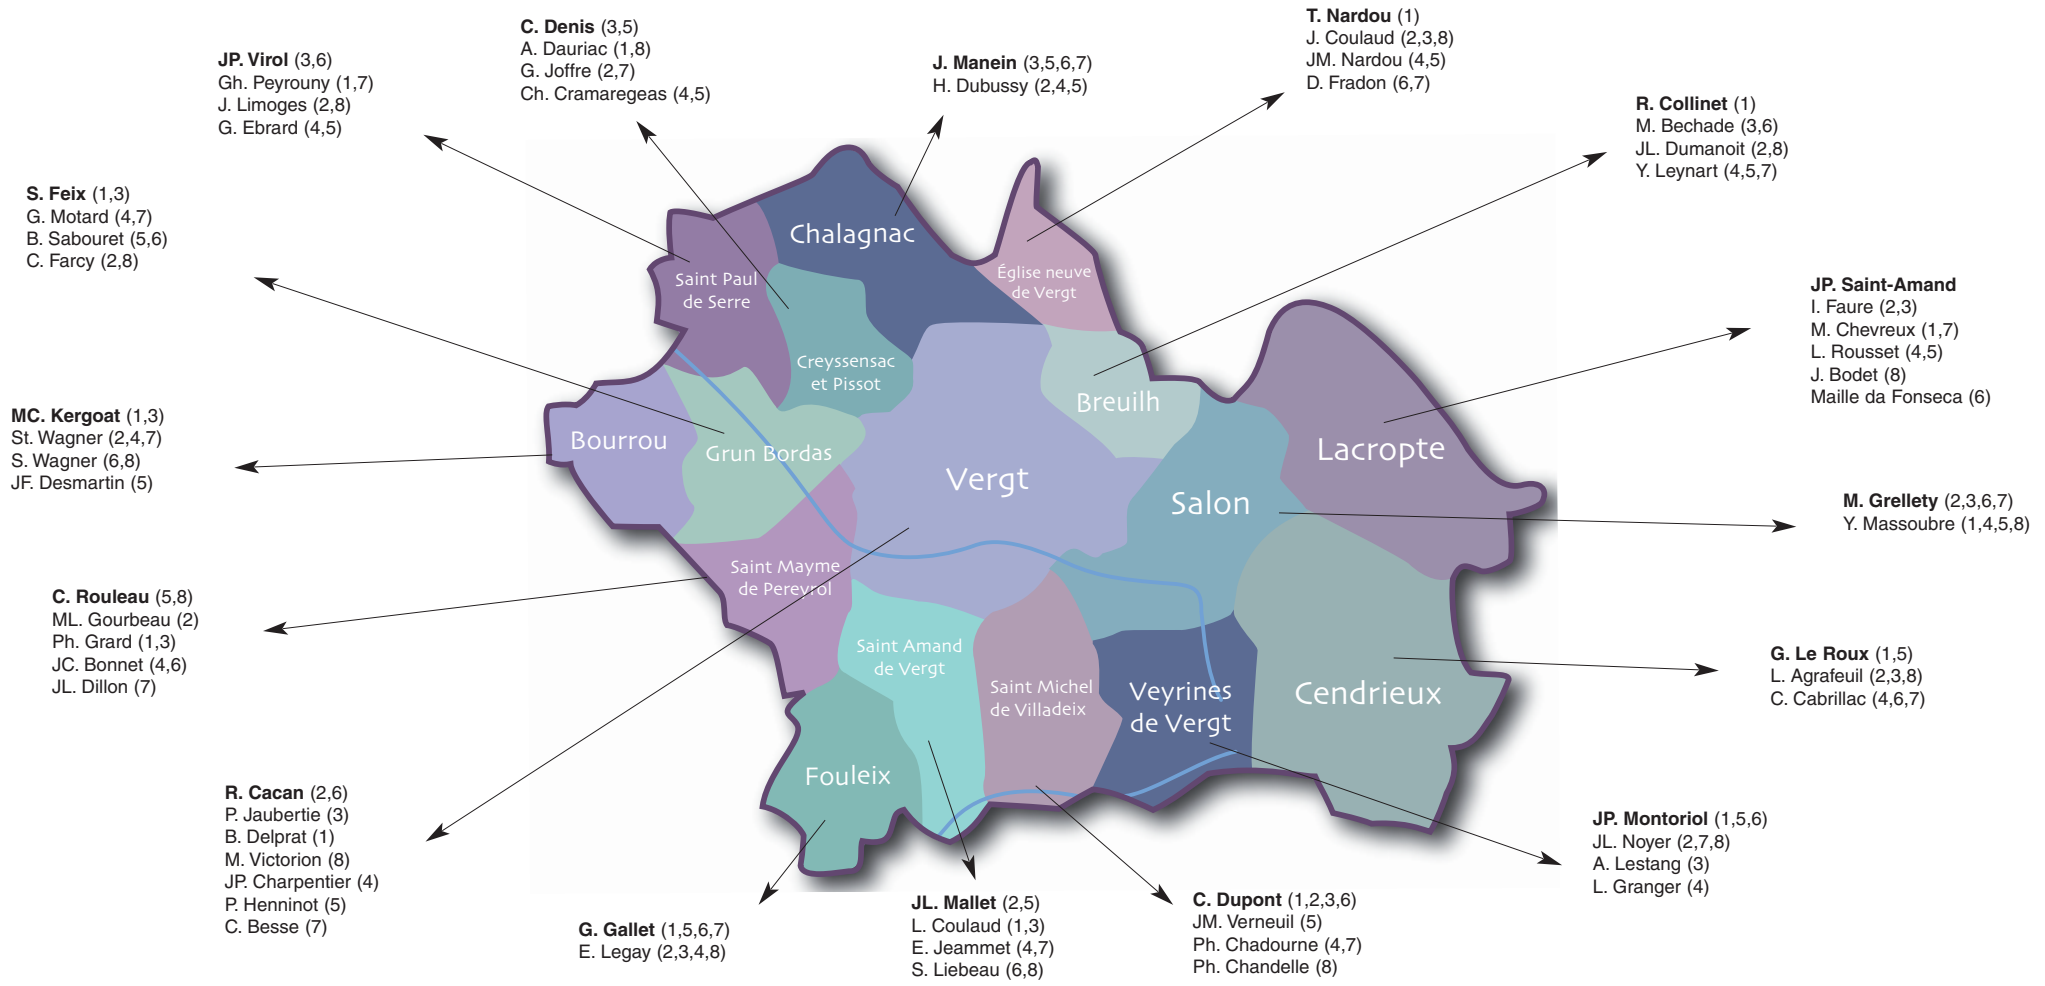 T. Nardou (1)
J. Coulaud (2,3,8)
JM. Nardou (4,5)
D. Fradon (6,7)
C. Denis (3,5)
A. Dauriac (1,8)
G. Joffre (2,7)
Ch. Cramaregeas (4,5)
JP. Virol (3,6)
Gh. Peyrouny (1,7)
J. Limoges (2,8)
G. Ebrard (4,5)
J. Manein (3,5,6,7)
H. Dubussy (2,4,5)
R. Collinet (1)
M. Bechade (3,6)
JL. Dumanoit (2,8)
Y. Leynart (4,5,7)
S. Feix (1,3)
G. Motard (4,7)
B. Sabouret (5,6)
C. Farcy (2,8)
Chalagnac
Église neuve
de Vergt
Saint Paul
de Serre
JP. Saint-Amand
I. Faure (2,3)
M. Chevreux (1,7)
L. Rousset (4,5)
J. Bodet (8)
Maille da Fonseca (6)
Creyssensac
et Pissot
Breuilh
MC. Kergoat (1,3)
St. Wagner (2,4,7)
S. Wagner (6,8)
JF. Desmartin (5)
Bourrou
Grun Bordas
Lacropte
Vergt
Salon
M. Grellety (2,3,6,7)
Y. Massoubre (1,4,5,8)
Saint Mayme
de Pereyrol
C. Rouleau (5,8)
ML. Gourbeau (2)
Ph. Grard (1,3)
JC. Bonnet (4,6)
JL. Dillon (7)
Saint Amand
de Vergt
Saint Michel
de Villadeix
Veyrines
de Vergt
Cendrieux
G. Le Roux (1,5)
L. Agrafeuil (2,3,8)
C. Cabrillac (4,6,7)
Fouleix
R. Cacan (2,6)
P. Jaubertie (3)
B. Delprat (1)
M. Victorion (8)
JP. Charpentier (4)
P. Henninot (5)
C. Besse (7)
JP. Montoriol (1,5,6)
JL. Noyer (2,7,8)
A. Lestang (3)
L. Granger (4)
G. Gallet (1,5,6,7)
E. Legay (2,3,4,8)
JL. Mallet (2,5)
L. Coulaud (1,3)
E. Jeammet (4,7)
S. Liebeau (6,8)
C. Dupont (1,2,3,6)
JM. Verneuil (5)
Ph. Chadourne (4,7)
Ph. Chandelle (8)